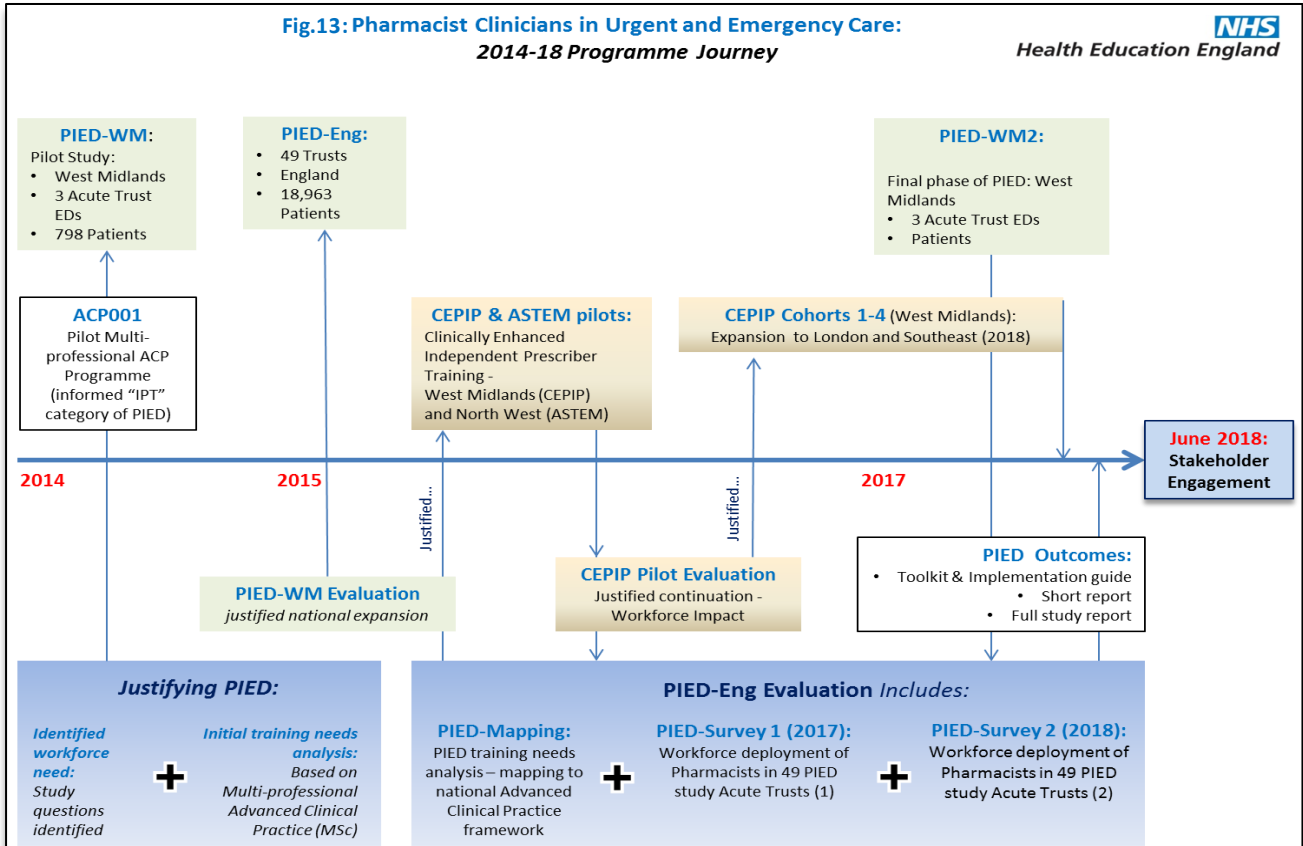 Fig.13: Pharmacist Clinicians in Urgent and Emergency Care:
2014-18 Programme Journey
NHS
Health Education England
PIED-WM:
Pilot Study:
• West Midlands
• 3 Acute Trust
EDs
• 798 Patients
PIED-Eng:
• 49 Trusts
• England
• 18,963
Patients
PIED-WM2:
Final phase of PIED: West
Midlands
• 3 Acute Trust EDs
• Patients
ACP001
Pilot Multi-
professional ACP
Programme
(informed “IPT”
category of PIED)
CEPIP & ASTEM pilots:
Clinically Enhanced
Independent Prescriber
Training -
West Midlands (CEPIP)
and North West (ASTEM)
CEPIP Cohorts 1-4 (West Midlands):
Expansion to London and Southeast (2018)
June 2018:
Stakeholder
Engagement
2014
2015
2017
Justified...
Justified...
PIED-WM Evaluation
justified national expansion
CEPIP Pilot Evaluation
Justified continuation -
Workforce Impact
PIED Outcomes:
• Toolkit & Implementation guide
• Short report
• Full study report
Justifying PIED:
Identified
workforce
need:
Study
questions
identified
+
Initial training needs
analysis:
Based on
Multi-professional
Advanced Clinical
Practice (MSc)
PIED-Eng Evaluation Includes:
PIED-Mapping:
PIED training needs
analysis – mapping to
national Advanced
Clinical Practice
framework
+
PIED-Survey 1 (2017):
Workforce deployment of
Pharmacists in 49 PIED
study Acute Trusts (1)
+
PIED-Survey 2 (2018):
Workforce deployment of
Pharmacists in 49 PIED
study Acute Trusts (2)